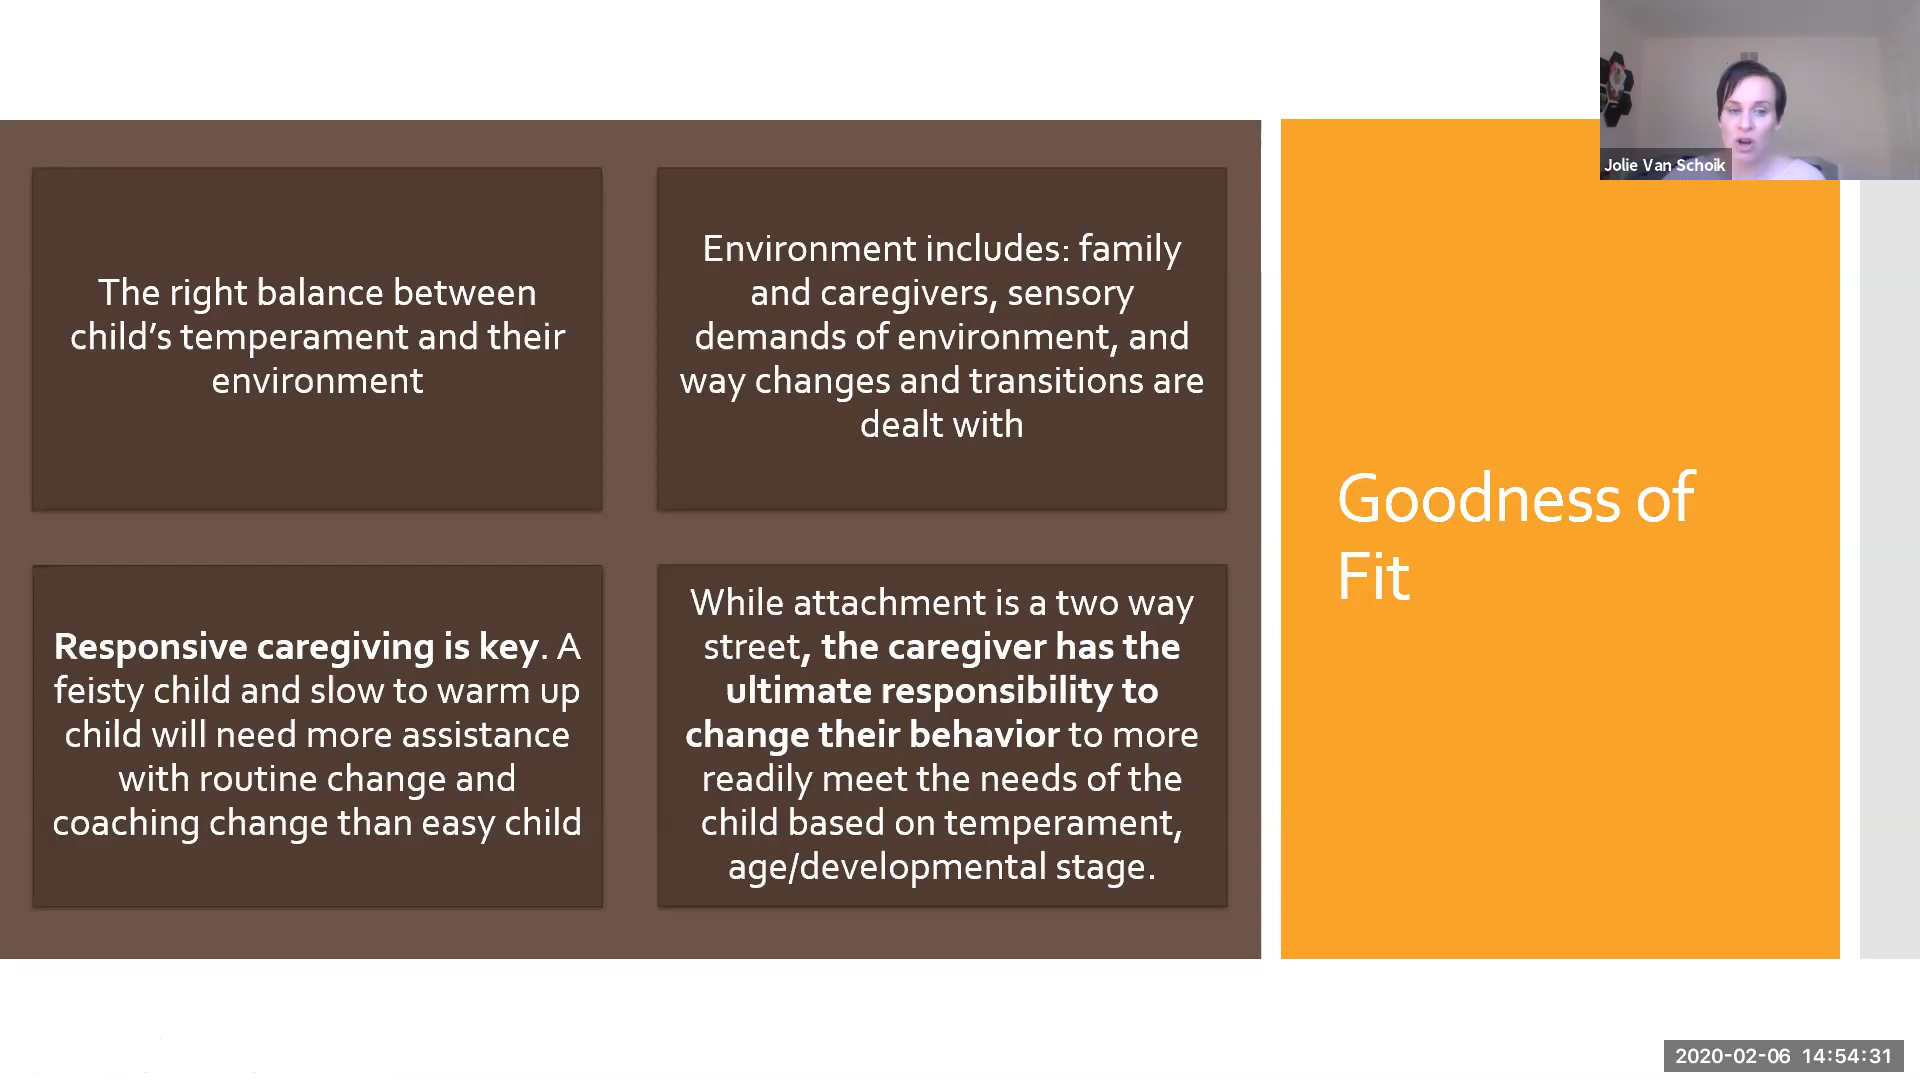 Jolie Van Schoik
The right balance between
child’s temperament and their
environment
Environment includes: family
and caregivers, sensory
demands of environment, and
way changes and transitions are
dealt with
Responsive caregiving is key. A
feisty child and slow to warm up
child will need more assistance
with routine change and
coaching change than easy child
While attachment is a two way
street, the caregiver has the
ultimate responsibility to
change their behavior to more
readily meet the needs of the
child based on temperament,
age/developmental stage.
Goodness of
Fit
2020-02-06 14:54:31